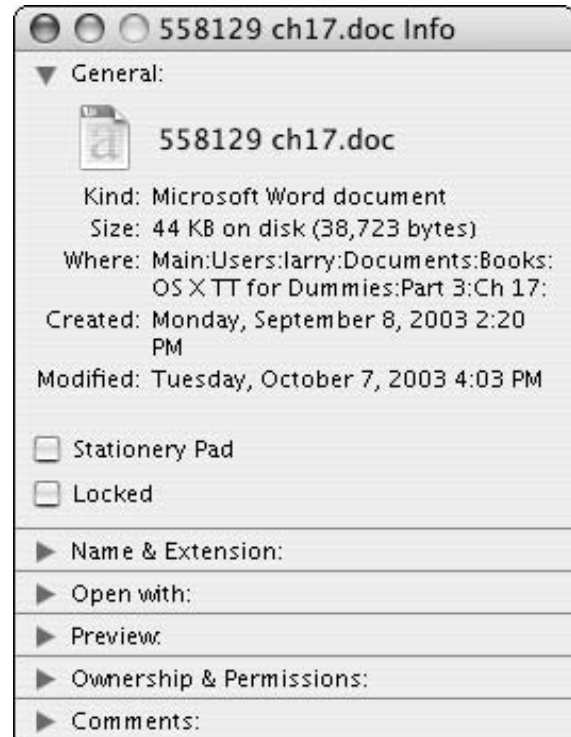 558129 ch17.doc Info
General:
558129 ch17.doc
Kind: Microsoft Word document
Size: 44 KB on disk (38,723 bytes)
Where: Main:Users:larry:Documents:Books:
OS X TT for Dummies:Part 3:Ch 17:
Created: Monday, September 8, 2003 2:20
PM
Modified: Tuesday, October 7, 2003 4:03 PM
Stationery Pad
Locked
Name & Extension:
Open with:
Preview:
Ownership & Permissions:
Comments: